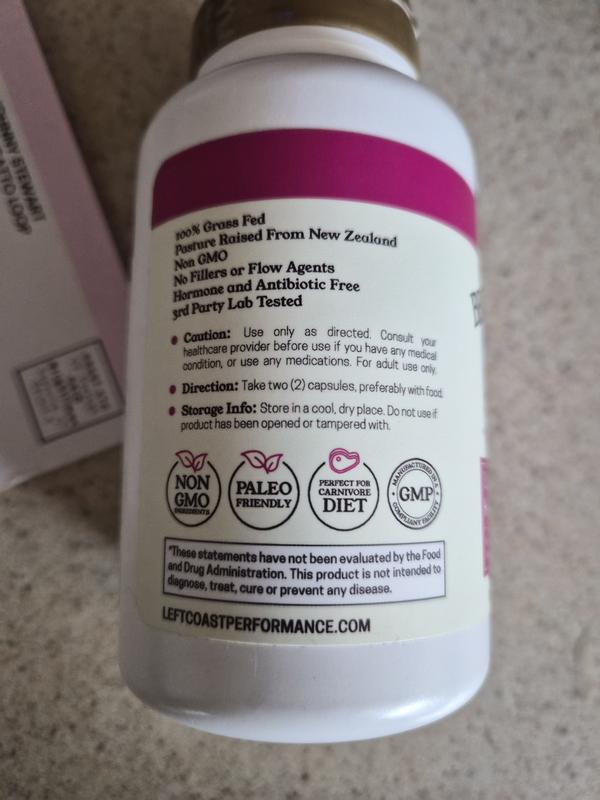 100% Grass Fed
Pasture Raised From New Zealand
Non GMO
No Fillers or Flow Agents
Hormone and Antibiotic Free
3rd Party Lab Tested
Caution: Use only as directed. Consult your
healthcare provider before use if you have any medical
condition, or use any medications. For adult use only.
Direction: Take two (2) capsules, preferably with food.
Storage Info: Store in a cool, dry place. Do not use if
product has been opened or tampered with.
NON
GMO
INGREDIENTS
PALEO
FRIENDLY
PERFECT FOR
CARNIVORE
DIET
MANUFACTURED IN A
GMP
COMPLIANT FACILITY
*These statements have not been evaluated by the Food
and Drug Administration. This product is not intended to
diagnose, treat, cure or prevent any disease.
LEFTCOASTPERFORMANCE.COM
STEWART
LOOP